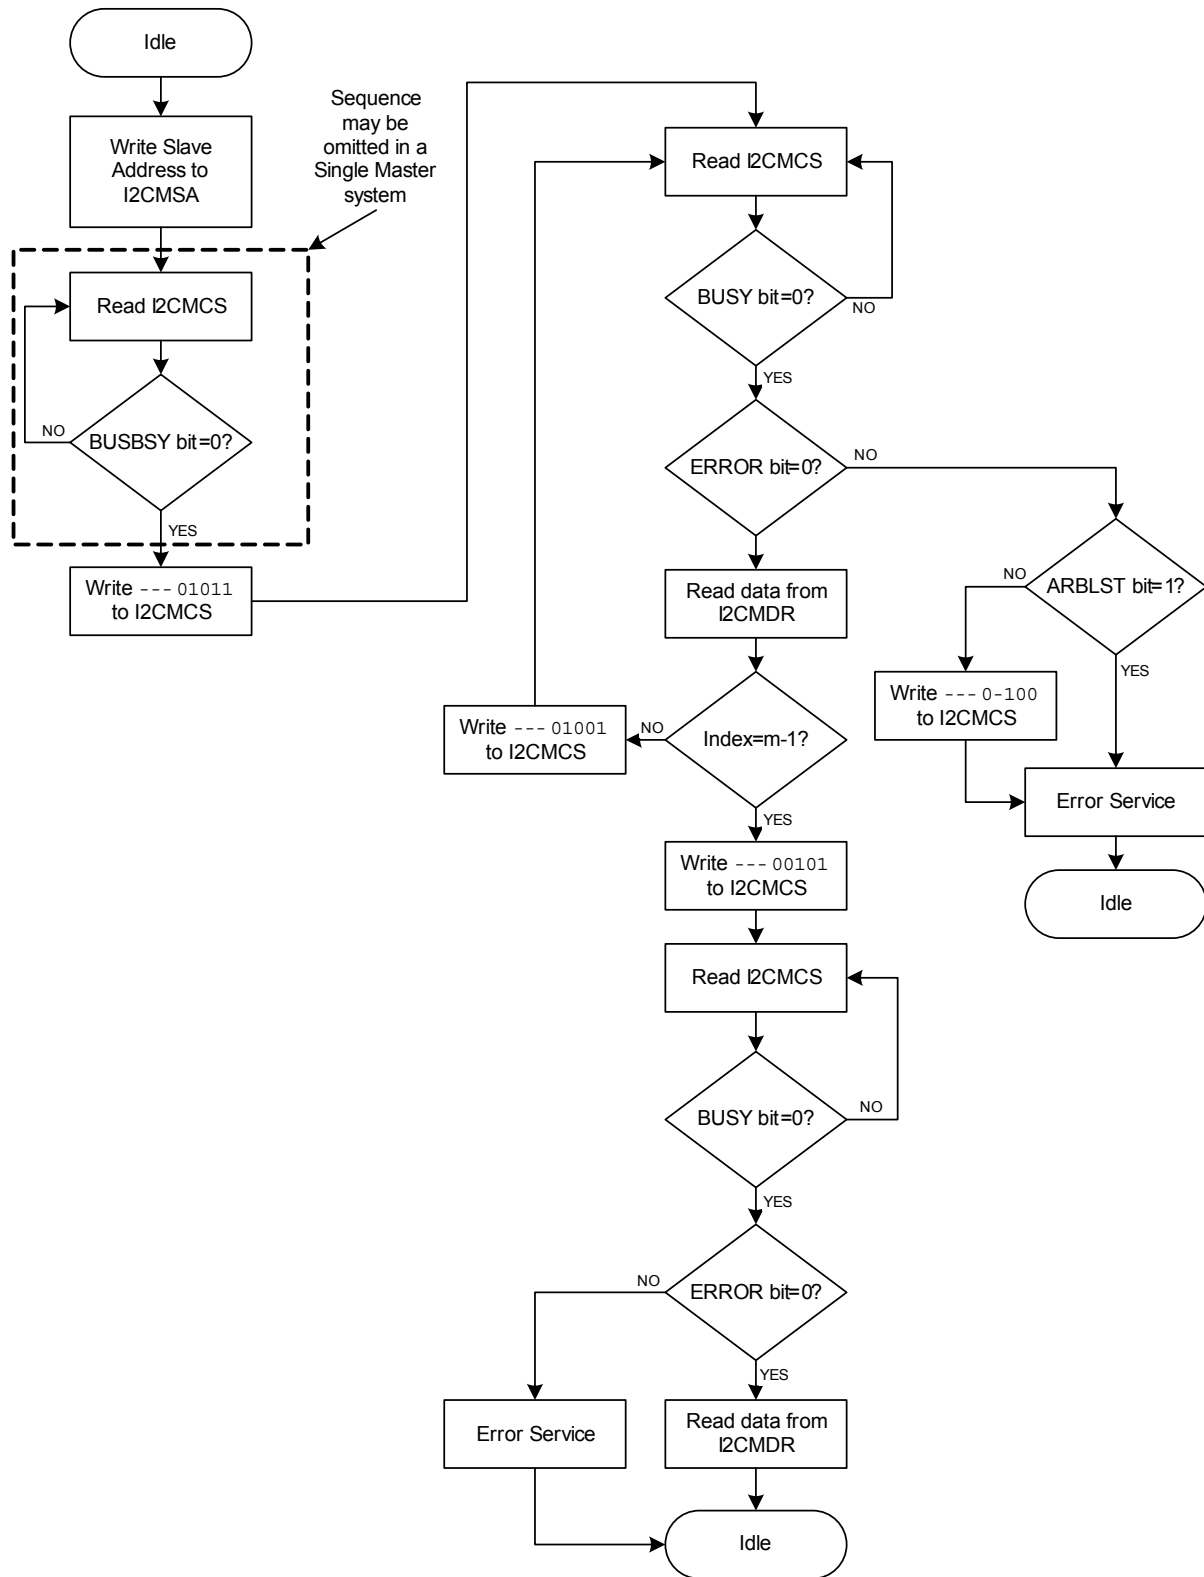 Idle
Write Slave
Address to
I2CMSA
Sequence
may be
omitted in a
Single Master
system
Read I2CMCS
BUSBSY bit=0?
NO
YES
Write --- 01011
to I2CMCS
Read I2CMCS
BUSY bit=0?
NO
YES
ERROR bit=0?
NO
ARBLST bit=1?
NO
YES
Write --- 0-100
to I2CMCS
Error Service
Idle
Read data from
I2CMDR
Index=m-1?
NO
Write --- 01001
to I2CMCS
YES
Write --- 00101
to I2CMCS
Read I2CMCS
BUSY bit=0?
NO
YES
ERROR bit=0?
NO
YES
Error Service
Read data from
I2CMDR
Idle